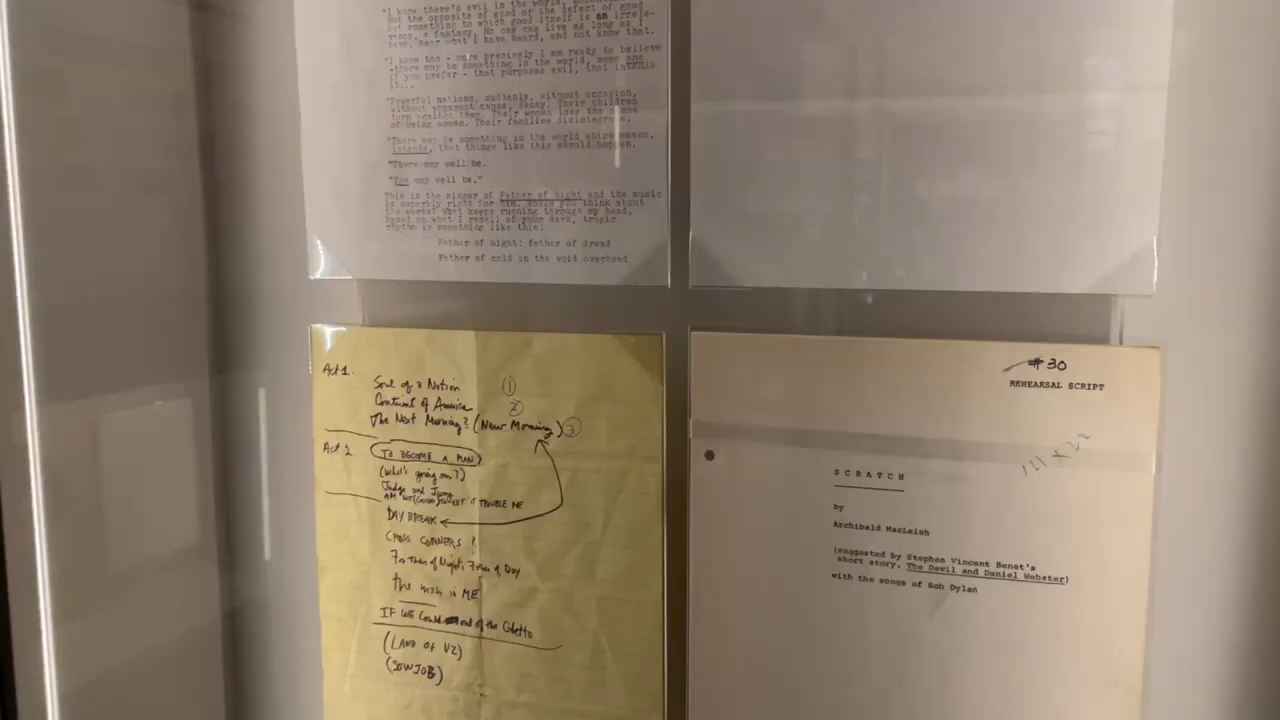 "I know there's evil in the world,
Not the opposite of good or the defect of good
but something to which good itself is an irrele-
vance, a fantasy. No one can live as long as I
have, hear what I have heard, and not know that.
"I know too - more precisely I am ready to believe
there may be something in the world, some one
if you prefer - that purposes evil, that intends
it...
"Powerful nations, suddenly, without occasion,
without apparent cause, decay. Their children
turn against them. Their women lose the sense
of being women. Their families disintegrate.
"There may be something in the world which means,
intends, that things like this should happen.
"There may well be.
"You may well be."
This is the singer of Father of Night and the music
is superbly right for him. Would you think about
the words? What keeps running through my head,
based on what I recall of your dark, tragic
rhythm is something like this:
Father of night: father of dread
Father of cold in the void overhead
Act 1.
Soul of a Nation ①
Continent of America ②
The Next Morning? (New Morning) ③
Act 2.
TO BECOME A MAN
(What's going on?)
Judge and Jury
DAY BREAK
CROSS CORNERS ?
Father of Night, Father of Day
the man in ME
IF WE Could out of the Ghetto
(LAND OF UZ)
(SOWJOB)
#30
REHEARSAL SCRIPT
SCRATCH
by
Archibald MacLeish
(suggested by Stephen Vincent Benet's
short story, The Devil and Daniel Webster)
with the songs of Bob Dylan